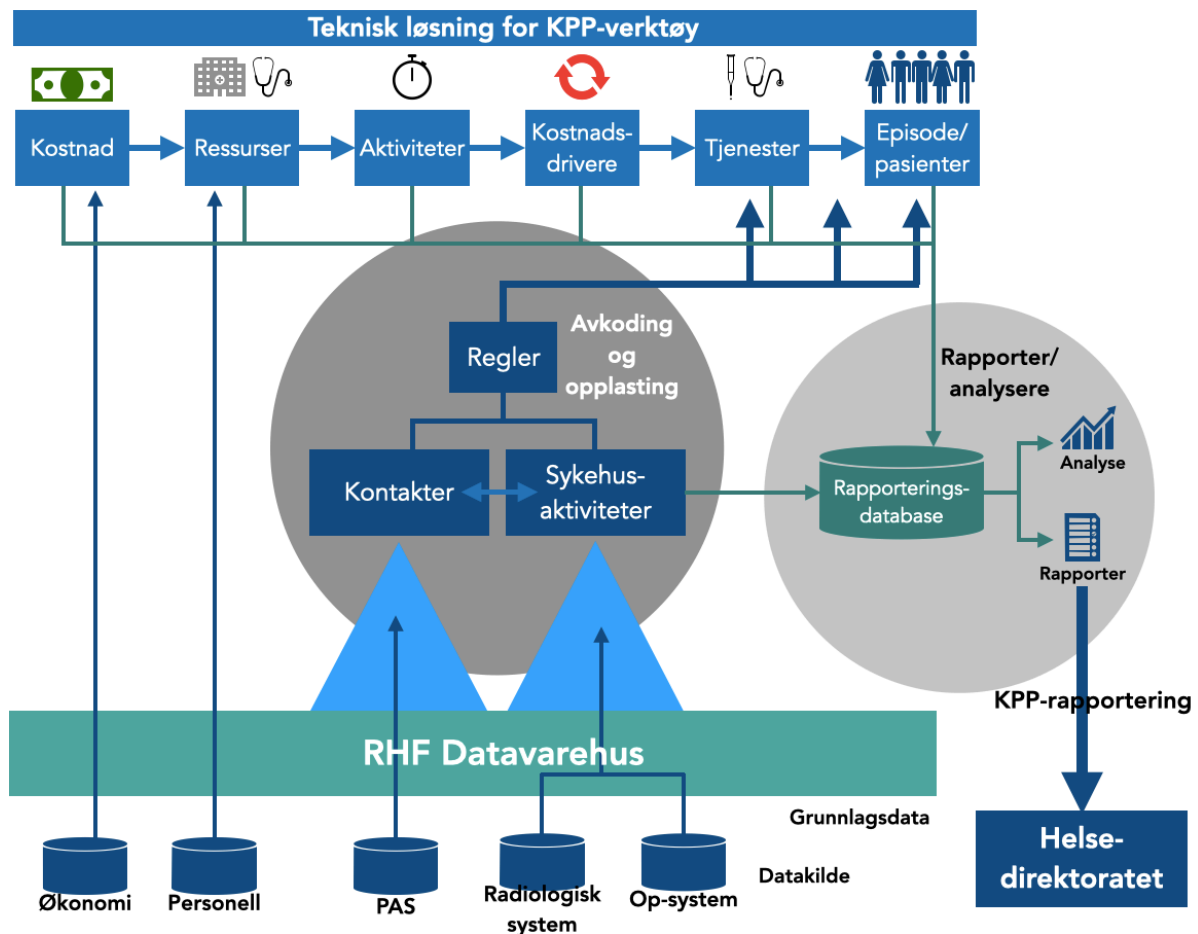 Teknisk løsning for KPP-verktøy
Kostnad
Ressurser
Aktiviteter
Kostnads-
drivere
Tjenester
Episode/
pasienter
Regler
Avkoding
og
opplasting
Kontakter
Sykehus-
aktiviteter
Rapporter/
analysere
Rapporterings-
database
Analyse
Rapporter
KPP-rapportering
RHF Datavarehus
Grunnlagsdata
Datakilde
Helse-
direktoratet
Økonomi
Personell
PAS
Radiologisk
system
Op-system